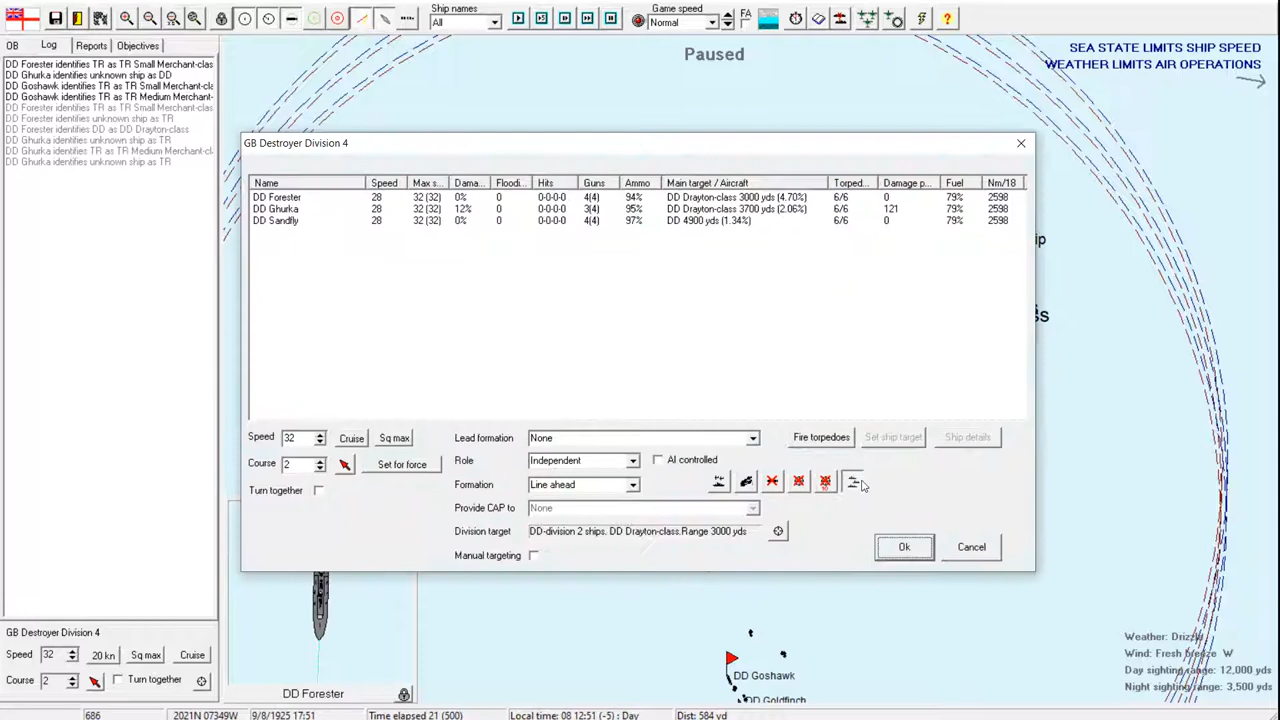 Ship names
All
Game speed
Normal
FA
OB Log Reports Objectives
DD Forester identifies TR as TR Small Merchant-class
DD Ghurka identifies unknown ship as DD
DD Goshawk identifies TR as TR Small Merchant-class
DD Goshawk identifies TR as TR Medium Merchant-
DD Forester identifies TR as TR Small Merchant-clas
DD Forester identifies unknown ship as TR
DD Forester identifies DD as DD Drayton-class
DD Ghurka identifies unknown ship as TR
DD Ghurka identifies TR as TR Medium Merchant-cl
DD Ghurka identifies unknown ship as TR
Paused
SEA STATE LIMITS SHIP SPEED
WEATHER LIMITS AIR OPERATIONS
GB Destroyer Division 4
Name Speed Max s... Dama... Floodi... Hits Guns Ammo Main target / Aircraft Torped... Damage p... Fuel Nm/18
DD Forester 28 32 (32) 0% 0 0-0-0-0 4(4) 94% DD Drayton-class 3000 yds (4.70%) 6/6 0 79% 2598
DD Ghurka 28 32 (32) 12% 0 0-0-0-0 3(4) 95% DD Drayton-class 3700 yds (2.06%) 6/6 121 79% 2598
DD Sandfly 28 32 (32) 0% 0 0-0-0-0 4(4) 97% DD 4900 yds (1.34%) 6/6 0 79% 2598
Speed 32 Cruise Sq max
Course 2 Set for force
Turn together
Lead formation None
Role Independent AI controlled
Formation Line ahead
Provide CAP to None
Division target DD-division 2 ships. DD Drayton-class.Range 3000 yds
Manual targeting
Fire torpedoes Set ship target Ship details
Ok Cancel
ip
ss
DD Goshawk
DD Goldfinch
DD Forester
Weather: Drizzle
Wind: Fresh breeze W
Day sighting range: 12,000 yds
Night sighting range: 3,500 yds
GB Destroyer Division 4
Speed 32 20 kn Sq max Cruise
Course 2 Turn together
686 2021N 07349W 9/8/1925 17:51 Time elapsed 21 (500) Local time: 08 12:51 (-5) : Day Dist: 584 yd